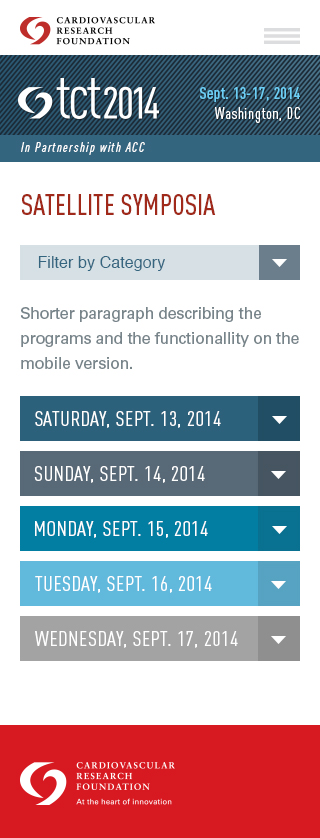 CARDIOVASCULAR
RESEARCH
FOUNDATION
tct2014
Sept. 13-17, 2014
Washington, DC
In Partnership with ACC
SATELLITE SYMPOSIA
Filter by Category
Shorter paragraph describing the
programs and the functionallity on the
mobile version.
SATURDAY, SEPT. 13, 2014
SUNDAY, SEPT. 14, 2014
MONDAY, SEPT. 15, 2014
TUESDAY, SEPT. 16, 2014
WEDNESDAY, SEPT. 17, 2014
CARDIOVASCULAR
RESEARCH
FOUNDATION
At the heart of innovation